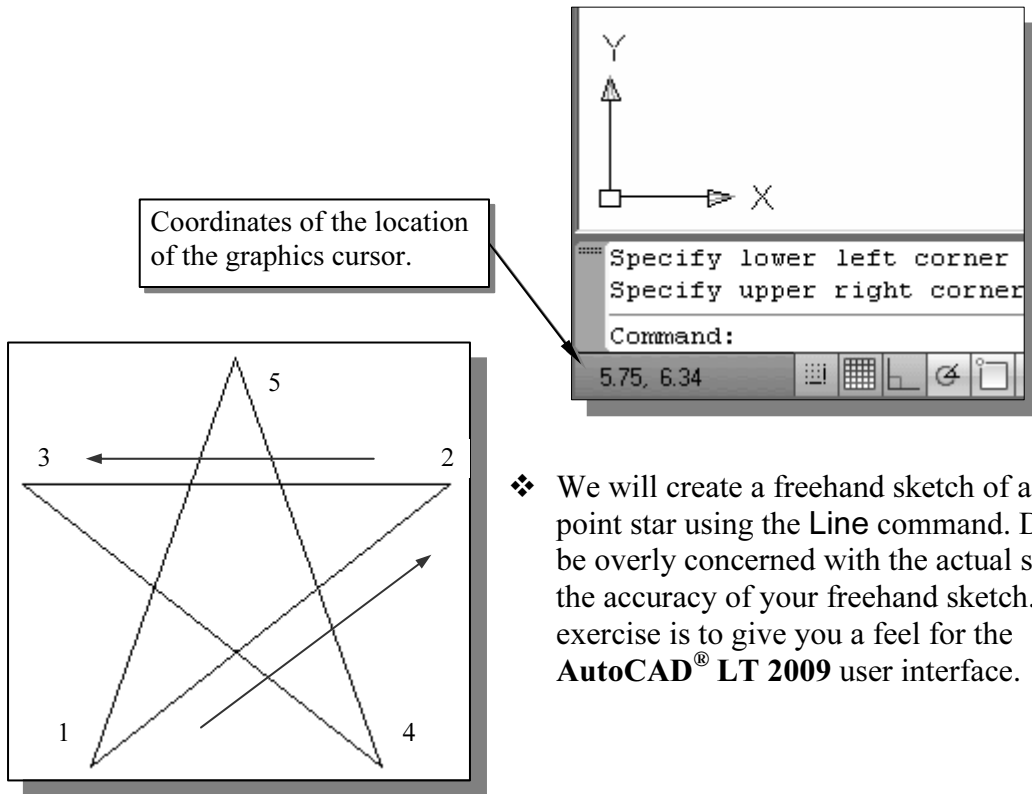 Y
X
Coordinates of the location
of the graphics cursor.
Specify lower left corner
Specify upper right corner
Command:
5.75, 6.34
5
3
2
1
4
❖ We will create a freehand sketch of a
point star using the Line command. D
be overly concerned with the actual s
the accuracy of your freehand sketch.
exercise is to give you a feel for the
AutoCAD® LT 2009 user interface.